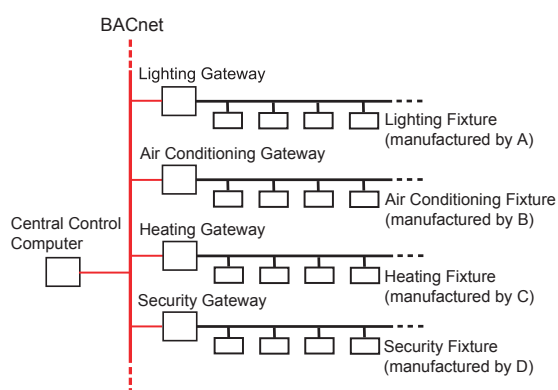 BACnet
Lighting Gateway
Lighting Fixture
(manufactured by A)
Air Conditioning Gateway
Air Conditioning Fixture
(manufactured by B)
Central Control
Computer
Heating Gateway
Heating Fixture
(manufactured by C)
Security Gateway
Security Fixture
(manufactured by D)